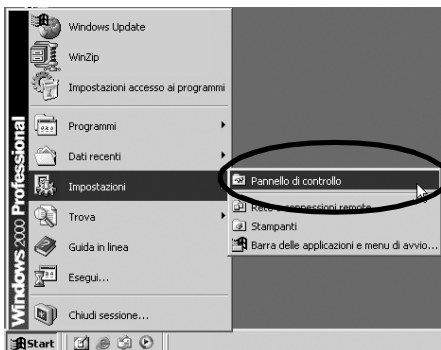 Windows Update
WinZip
Impostazioni accesso ai programmi
Programmi
Dati recenti
Impostazioni
Trova
Guida in linea
Esegui...
Chiudi sessione...
Windows 2000 Professional
Pannello di controllo
Rete e connessioni remote
Stampanti
Barra delle applicazioni e menu di avvio...
Start